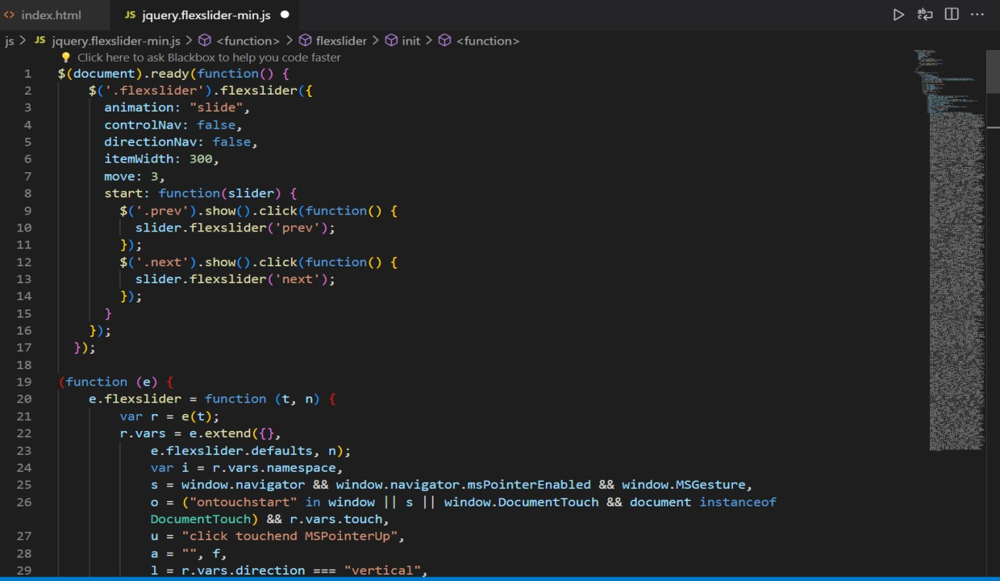 index.html
JS jquery.flexslider-min.js
js > JS jquery.flexslider-min.js > <function> > flexslider > init > <function>
Click here to ask Blackbox to help you code faster
1 $(document).ready(function() {
2 $('.flexslider').flexslider({
3 animation: "slide",
4 controlNav: false,
5 directionNav: false,
6 itemWidth: 300,
7 move: 3,
8 start: function(slider) {
9 $('.prev').show().click(function() {
10 slider.flexslider('prev');
11 });
12 $('.next').show().click(function() {
13 slider.flexslider('next');
14 });
15 }
16 });
17 });
18
19 (function (e) {
20 e.flexslider = function (t, n) {
21 var r = e(t);
22 r.vars = e.extend({},
23 e.flexslider.defaults, n);
24 var i = r.vars.namespace,
25 s = window.navigator && window.navigator.msPointerEnabled && window.MSGesture,
26 o = ("ontouchstart" in window || s || window.DocumentTouch && document instanceof
DocumentTouch) && r.vars.touch,
27 u = "click touchend MSPointerUp",
28 a = "", f,
29 l = r.vars.direction === "vertical",